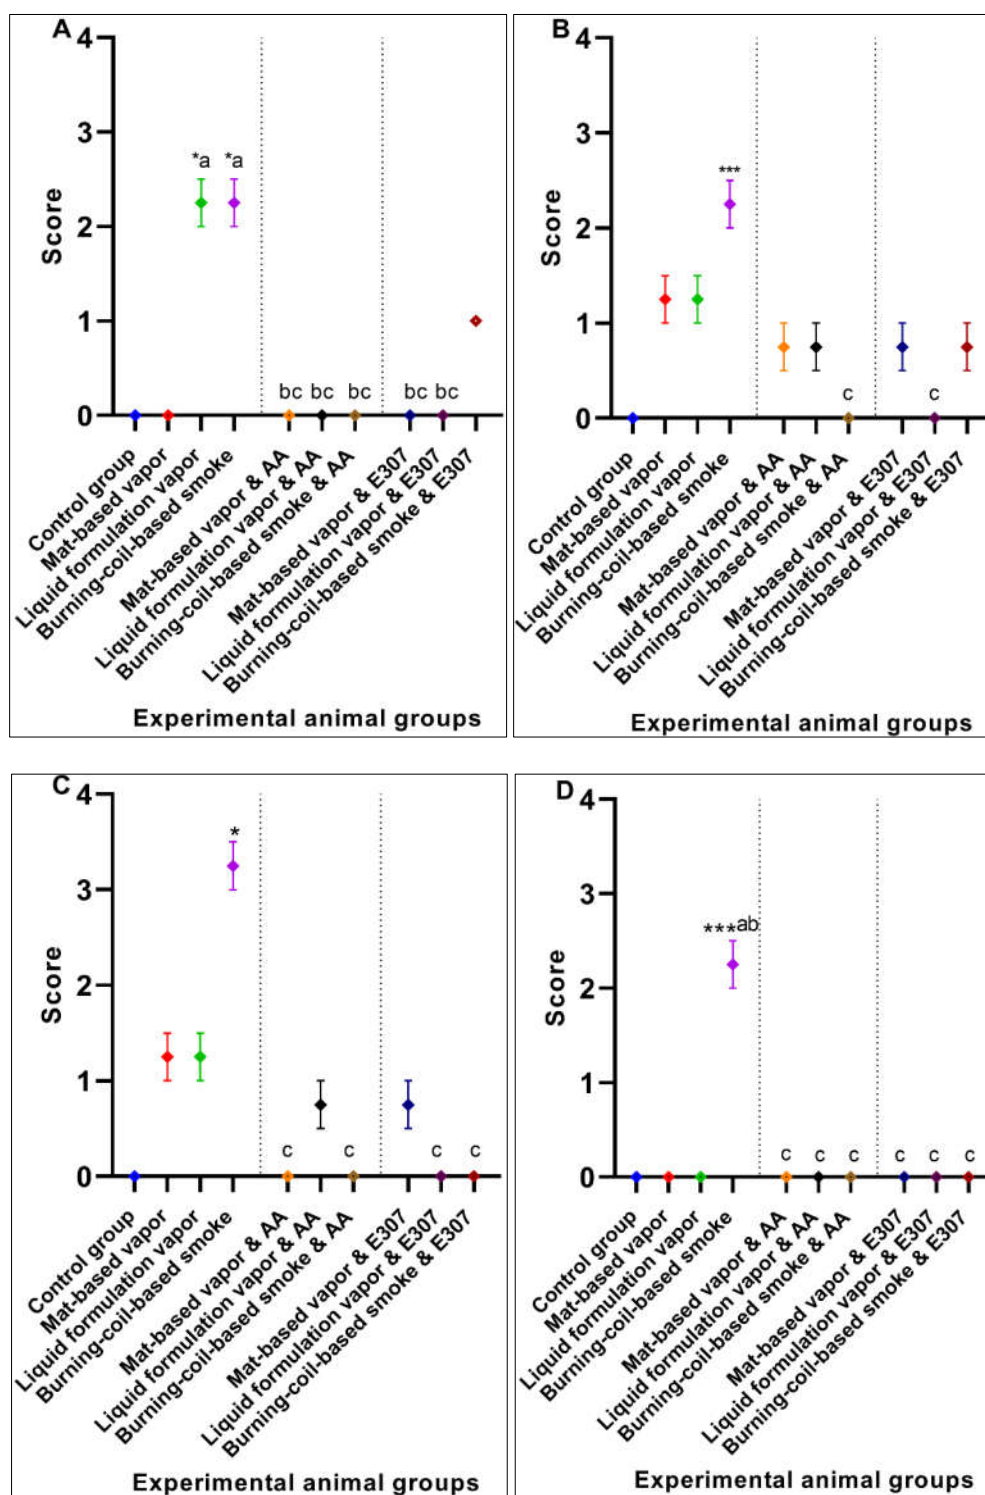 A
4
3
2
1
0
Score
*a
*a
bc
bc
bc
bc
bc
Control group
Mat-based vapor
Liquid formulation vapor
Burning-coil-based smoke
Mat-based vapor & AA
Liquid formulation vapor & AA
Burning-coil-based smoke & AA
Mat-based vapor & E307
Liquid formulation vapor & E307
Burning-coil-based smoke & E307
Experimental animal groups
B
4
3
2
1
0
Score
***
c
c
Control group
Mat-based vapor
Liquid formulation vapor
Burning-coil-based smoke
Mat-based vapor & AA
Liquid formulation vapor & AA
Burning-coil-based smoke & AA
Mat-based vapor & E307
Liquid formulation vapor & E307
Burning-coil-based smoke & E307
Experimental animal groups
C
4
3
2
1
0
Score
*
c
c
c
c
Control group
Mat-based vapor
Liquid formulation vapor
Burning-coil-based smoke
Mat-based vapor & AA
Liquid formulation vapor & AA
Burning-coil-based smoke & AA
Mat-based vapor & E307
Liquid formulation vapor & E307
Burning-coil-based smoke & E307
Experimental animal groups
D
4
3
2
1
0
Score
***ab
c
c
c
c
c
c
Control group
Mat-based vapor
Liquid formulation vapor
Burning-coil-based smoke
Mat-based vapor & AA
Liquid formulation vapor & AA
Burning-coil-based smoke & AA
Mat-based vapor & E307
Liquid formulation vapor & E307
Burning-coil-based smoke & E307
Experimental animal groups